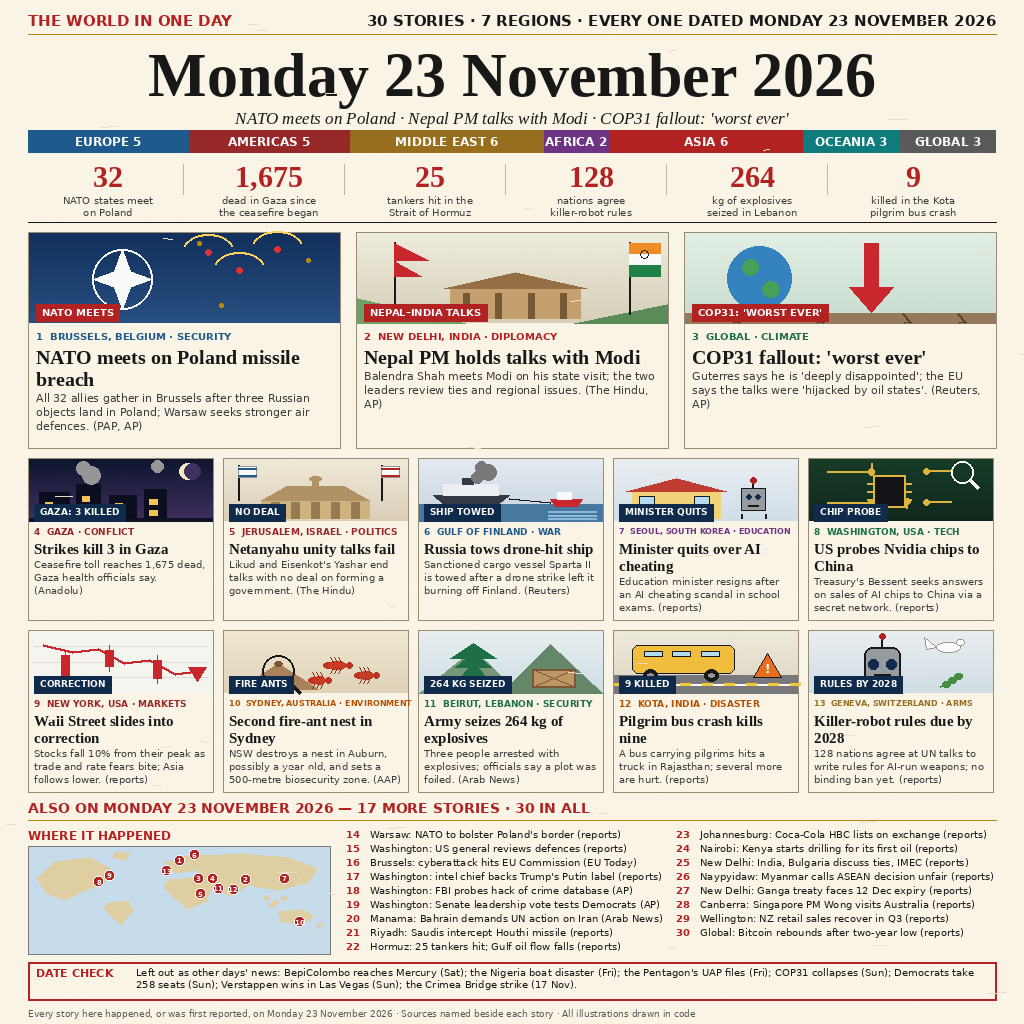 THE WORLD IN ONE DAY
30 STORIES · 7 REGIONS · EVERY ONE DATED MONDAY 23 NOVEMBER 2026
Monday 23 November 2026
NATO meets on Poland · Nepal PM talks with Modi · COP31 fallout: 'worst ever'
EUROPE 5
AMERICAS 5
MIDDLE EAST 6
AFRICA 2
ASIA 6
OCEANIA 3
GLOBAL 3
32
NATO states meet
on Poland
1,675
dead in Gaza since
the ceasefire began
25
tankers hit in the
Strait of Hormuz
128
nations agree
killer-robot rules
264
kg of explosives
seized in Lebanon
9
killed in the Kota
pilgrim bus crash
NATO MEETS
1 BRUSSELS, BELGIUM · SECURITY
NATO meets on Poland missile
breach
All 32 allies gather in Brussels after three Russian
objects land in Poland; Warsaw seeks stronger air
defences. (PAP, AP)
NEPAL-INDIA TALKS
2 NEW DELHI, INDIA · DIPLOMACY
Nepal PM holds talks with Modi
Balendra Shah meets Modi on his state visit; the two
leaders review ties and regional issues. (The Hindu,
AP)
COP31: 'WORST EVER'
3 GLOBAL · CLIMATE
COP31 fallout: 'worst ever'
Guterres says he is 'deeply disappointed'; the EU
says the talks were 'hijacked by oil states'. (Reuters,
AP)
GAZA: 3 KILLED
4 GAZA · CONFLICT
Strikes kill 3 in Gaza
Ceasefire toll reaches 1,675 dead,
Gaza health officials say.
(Anadolu)
NO DEAL
5 JERUSALEM, ISRAEL · POLITICS
Netanyahu unity talks fail
Likud and Eisenkot's Yashar end
talks with no deal on forming a
government. (The Hindu)
SHIP TOWED
6 GULF OF FINLAND · WAR
Russia tows drone-hit ship
Sanctioned cargo vessel Sparta II
is towed after a drone strike left it
burning off Finland. (Reuters)
MINISTER QUITS
7 SEOUL, SOUTH KOREA · EDUCATION
Minister quits over AI
cheating
Education minister resigns after
an AI cheating scandal in school
exams. (reports)
CHIP PROBE
8 WASHINGTON, USA · TECH
US probes Nvidia chips to
China
Treasury's Bessent seeks answers
on sales of AI chips to China via a
secret network. (reports)
CORRECTION
9 NEW YORK, USA · MARKETS
Wall Street slides into
correction
Stocks fall 10% from their peak as
trade and rate fears bite; Asia
follows lower. (reports)
FIRE ANTS
10 SYDNEY, AUSTRALIA · ENVIRONMENT
Second fire-ant nest in
Sydney
NSW destroys a nest in Auburn,
possibly a year old, and sets a
500-metre biosecurity zone. (AAP)
264 KG SEIZED
11 BEIRUT, LEBANON · SECURITY
Army seizes 264 kg of
explosives
Three people arrested with
explosives; officials say a plot was
foiled. (Arab News)
9 KILLED
!
12 KOTA, INDIA · DISASTER
Pilgrim bus crash kills
nine
A bus carrying pilgrims hits a
truck in Rajasthan; several more
are hurt. (reports)
RULES BY 2028
13 GENEVA, SWITZERLAND · ARMS
Killer-robot rules due by
2028
128 nations agree at UN talks to
write rules for AI-run weapons; no
binding ban yet. (reports)
ALSO ON MONDAY 23 NOVEMBER 2026 — 17 MORE STORIES · 30 IN ALL
WHERE IT HAPPENED
1
6
13
8
9
3
4
11
12
2
5
7
10
14 Warsaw: NATO to bolster Poland's border (reports)
15 Washington: US general reviews defences (reports)
16 Brussels: cyberattack hits EU Commission (EU Today)
17 Washington: intel chief backs Trump's Putin label (reports)
18 Washington: FBI probes hack of crime database (AP)
19 Washington: Senate leadership vote tests Democrats (AP)
20 Manama: Bahrain demands UN action on Iran (Arab News)
21 Riyadh: Saudis intercept Houthi missile (reports)
22 Hormuz: 25 tankers hit; Gulf oil flow falls (reports)
23 Johannesburg: Coca-Cola HBC lists on exchange (reports)
24 Nairobi: Kenya starts drilling for its first oil (reports)
25 New Delhi: India, Bulgaria discuss ties, IMEC (reports)
26 Naypyidaw: Myanmar calls ASEAN decision unfair (reports)
27 New Delhi: Ganga treaty faces 12 Dec expiry (reports)
28 Canberra: Singapore PM Wong visits Australia (reports)
29 Wellington: NZ retail sales recover in Q3 (reports)
30 Global: Bitcoin rebounds after two-year low (reports)
DATE CHECK
Left out as other days' news: BepiColombo reaches Mercury (Sat); the Nigeria boat disaster (Fri); the Pentagon's UAP files (Fri); COP31 collapses (Sun); Democrats take
258 seats (Sun); Verstappen wins in Las Vegas (Sun); the Crimea Bridge strike (17 Nov).
Every story here happened, or was first reported, on Monday 23 November 2026 · Sources named beside each story · All illustrations drawn in code